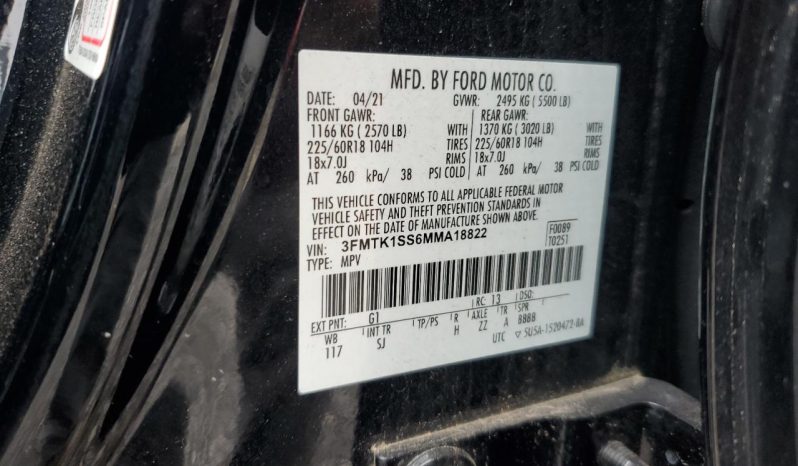 MFD. BY FORD MOTOR CO.
DATE: 04/21 GVWR: 2495 KG ( 5500 LB)
FRONT GAWR: REAR GAWR:
1166 KG ( 2570 LB) WITH 1370 KG ( 3020 LB) WITH
225/60R18 104H TIRES 225/60R18 104H TIRES
18x7.0J RIMS 18x7.0J RIMS
AT 260 kPa/ 38 PSI COLD AT 260 kPa/ 38 PSI COLD
THIS VEHICLE CONFORMS TO ALL APPLICABLE FEDERAL MOTOR
VEHICLE SAFETY AND THEFT PREVENTION STANDARDS IN
EFFECT ON THE DATE OF MANUFACTURE SHOWN ABOVE.
VIN: 3FMTK1SS6MMA18822 F0089
TYPE: MPV T0251
RC: 13 DSO:
EXT PNT: G1 
WB INT TR TP/PS R AXLE TR SPR
117 SJ H ZZ A BBBB
UTC ▽ 5U5A-1520472-BA